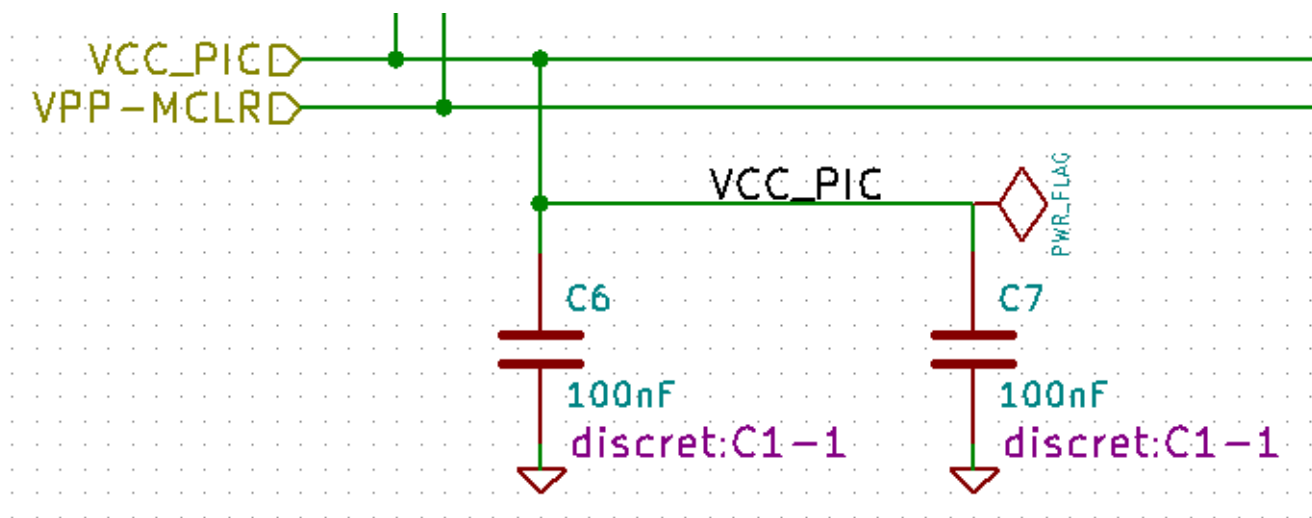 VCC_PIC
VPP-MCLR
VCC_PIC
PWR_FLAG
C6
C7
100nF
100nF
discret:C1-1
discret:C1-1